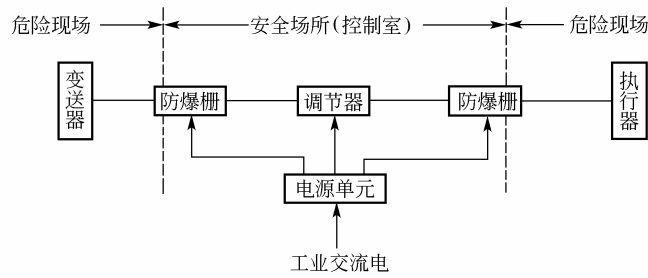 危险现场
安全场所(控制室)
危险现场
变送器
防爆栅
调节器
防爆栅
执行器
电源单元
工业交流电